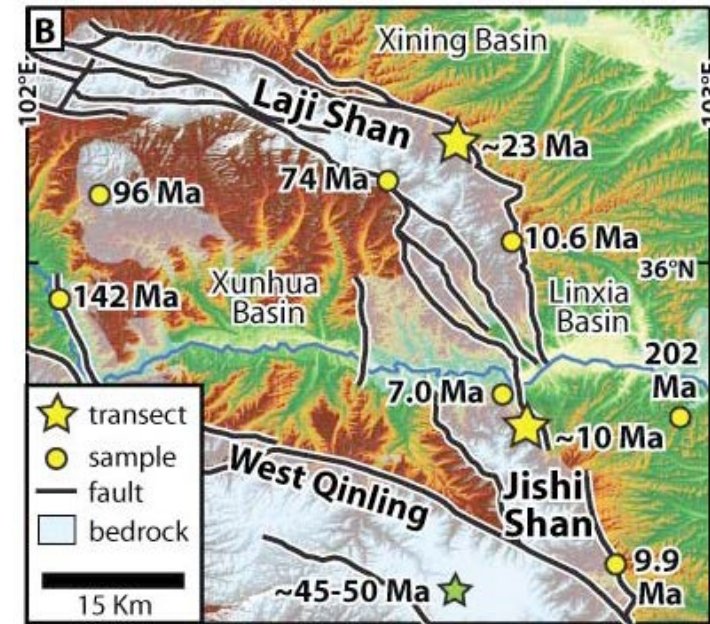 B
Xining Basin
102°E
103°E
Laji Shan
~23 Ma
74 Ma
96 Ma
10.6 Ma
36°N
142 Ma
Xunhua
Basin
Linxia
Basin
202
Ma
7.0 Ma
~10 Ma
transect
sample
fault
bedrock
15 Km
West Qinling
Jishi
Shan
9.9
Ma
~45-50 Ma